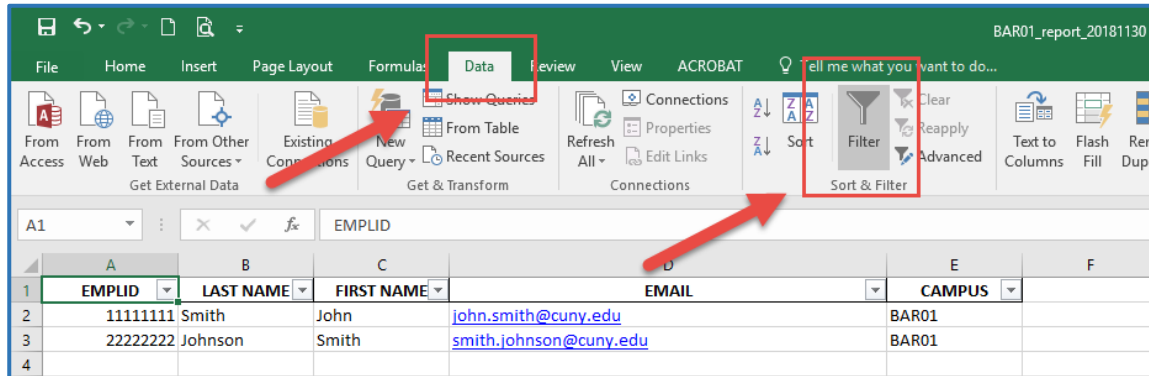 BAR01_report_20181130
File Home Insert Page Layout Formulas Data Review View ACROBAT Tell me what you want to do...
From Access
From Web
From Text
From Other Sources
Existing Connections
Get External Data
New Query
Show Queries
From Table
Recent Sources
Get & Transform
Refresh All
Connections
Properties
Edit Links
Connections
Sort
Filter
Clear
Reapply
Advanced
Sort & Filter
Text to Columns
Flash Fill
A1 fx EMPLID
A B C D E F
1 EMPLID LAST NAME FIRST NAME EMAIL CAMPUS
2 11111111 Smith John john.smith@cuny.edu BAR01
3 22222222 Johnson Smith smith.johnson@cuny.edu BAR01
4